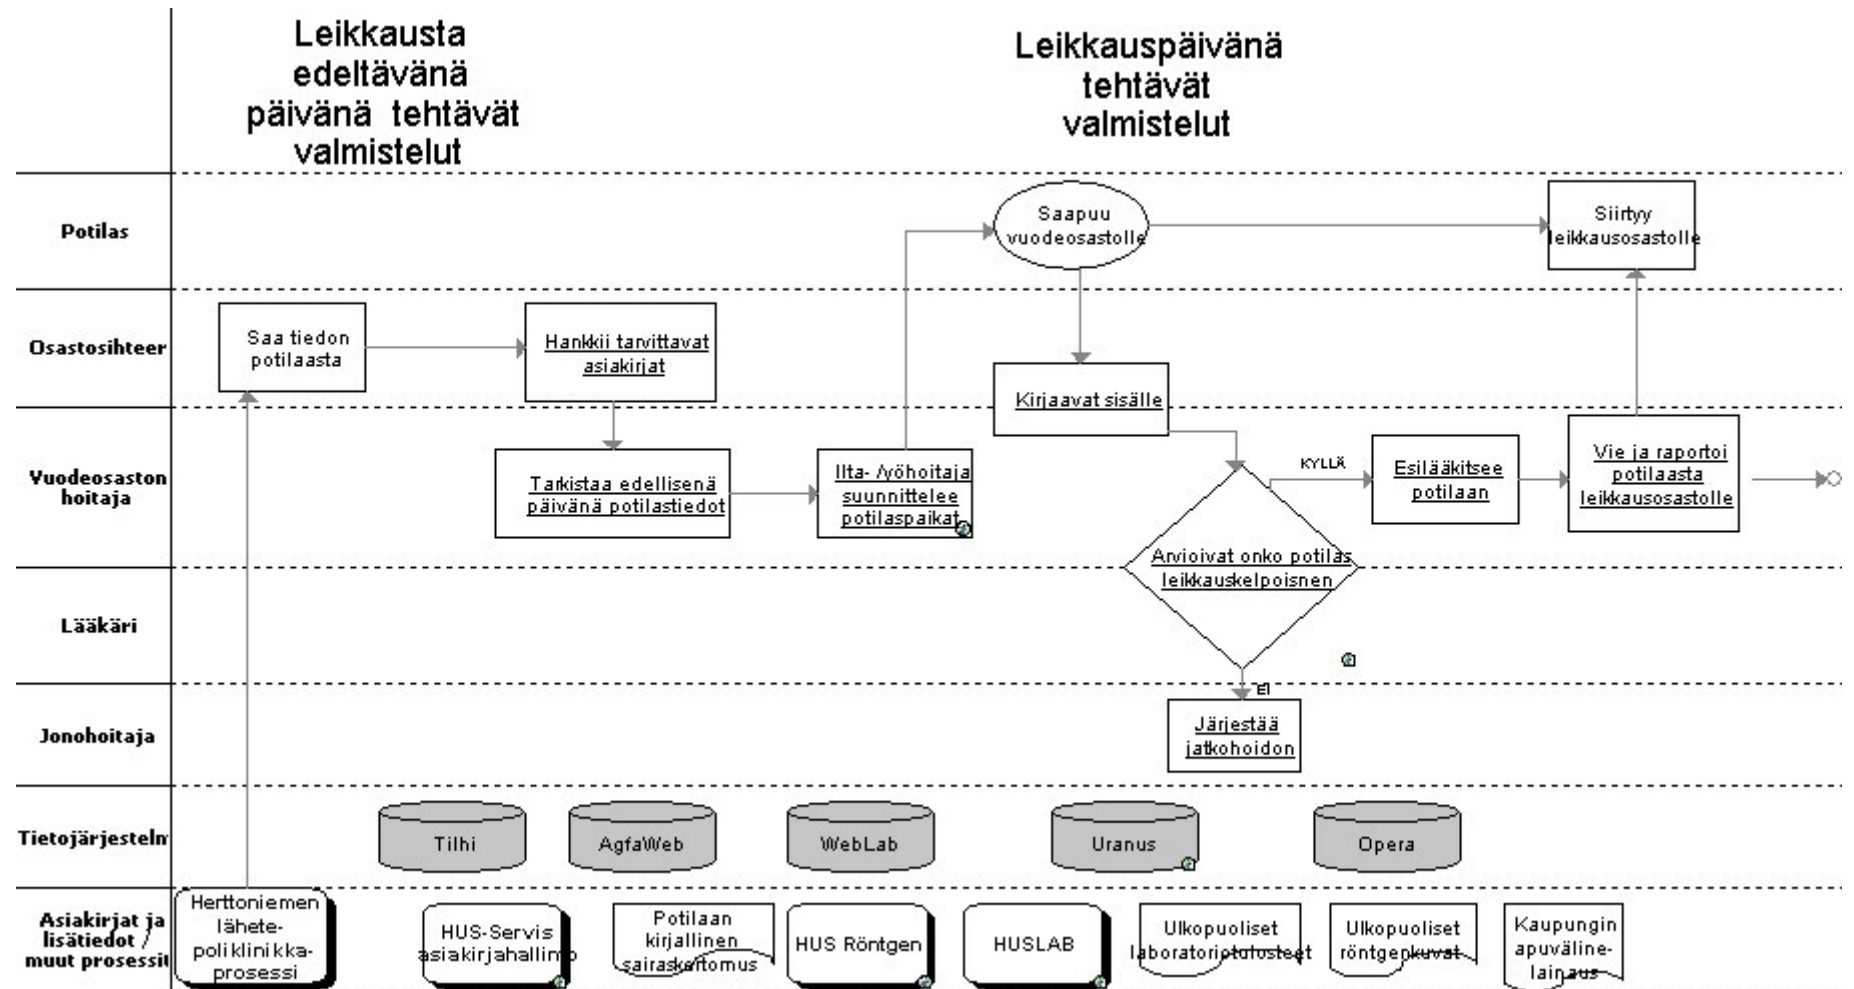 Leikkausta
edeltävänä
päivänä tehtävät
valmistelut
Leikkauspäivänä
tehtävät
valmistelut
Potilas
Saapuu
vuodeosastolle
Siirtyy
leikkausosastolle
Osastosihteer
Saa tiedon
potilaasta
Hankkii tarvittavat
asiakirjat
Kirjaavat sisälle
Vuodeosaston
hoitaja
Tarkistaa edellisenä
päivänä potilastiedot
Ilta- /yöhoitaja
suunnittelee
potilaspaikat
KYLLÄ
Esilääkitsee
potilaan
Vie ja raportoi
potilaasta
leikkausosastolle
Arvioivat onko potilas
leikkauskelpoisnen
Lääkäri
EI
Jonohoitaja
Järjestää
jatkohoidon
Tietojärjestelm
Tilhi
AgfaWeb
WebLab
Uranus
Opera
Asiakirjat ja
lisätiedot /
muut prosessit
Herttoniemen
lähete-
poliklinikka-
prosessi
HUS-Servis
asiakirjahallinto
Potilaan
kirjallinen
sairaskertomus
HUS Röntgen
HUSLAB
Ulkopuoliset
laboratoriotulosteet
Ulkopuoliset
röntgenkuvat
Kaupungin
apuväline-
lainaus